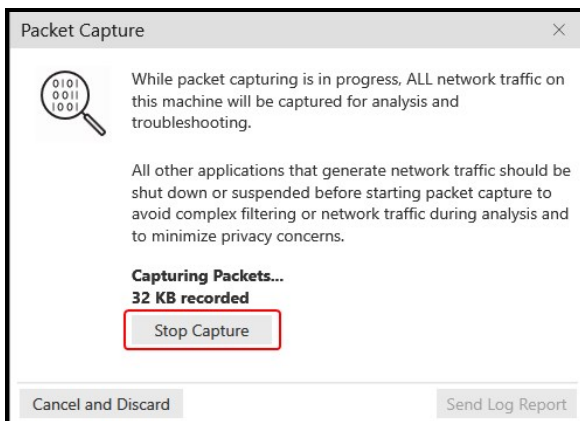 Packet Capture
0101
0011
1001
While packet capturing is in progress, ALL network traffic on
this machine will be captured for analysis and
troubleshooting.
All other applications that generate network traffic should be
shut down or suspended before starting packet capture to
avoid complex filtering or network traffic during analysis and
to minimize privacy concerns.
Capturing Packets...
32 KB recorded
Stop Capture
Cancel and Discard
Send Log Report